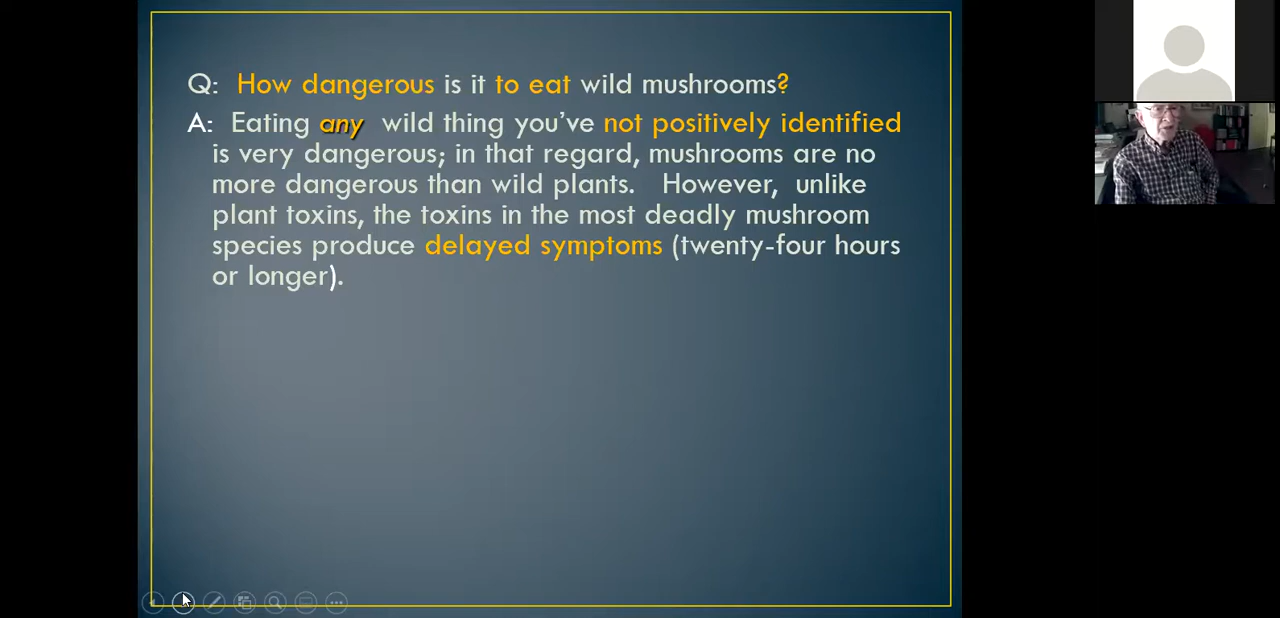 Q: How dangerous is it to eat wild mushrooms?
A: Eating any wild thing you've not positively identified
is very dangerous; in that regard, mushrooms are no
more dangerous than wild plants. However, unlike
plant toxins, the toxins in the most deadly mushroom
species produce delayed symptoms (twenty-four hours
or longer).